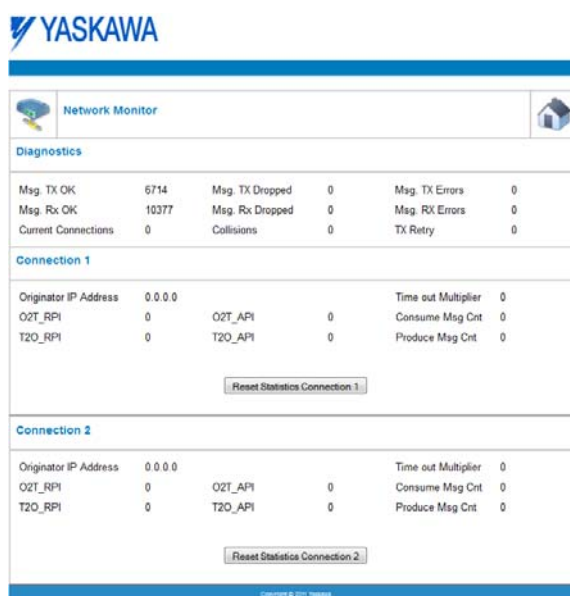 YASKAWA
Network Monitor
Diagnostics
Msg. TX OK 6714 Msg. TX Dropped 0 Msg. TX Errors 0
Msg. Rx OK 10377 Msg. Rx Dropped 0 Msg. RX Errors 0
Current Connections 0 Collisions 0 TX Retry 0
Connection 1
Originator IP Address 0.0.0.0 Time out Multiplier 0
O2T_RPI 0 O2T_API 0 Consume Msg Cnt 0
T2O_RPI 0 T2O_API 0 Produce Msg Cnt 0
Reset Statistics Connection 1
Connection 2
Originator IP Address 0.0.0.0 Time out Multiplier 0
O2T_RPI 0 O2T_API 0 Consume Msg Cnt 0
T2O_RPI 0 T2O_API 0 Produce Msg Cnt 0
Reset Statistics Connection 2
Copyright © 2011 Yaskawa